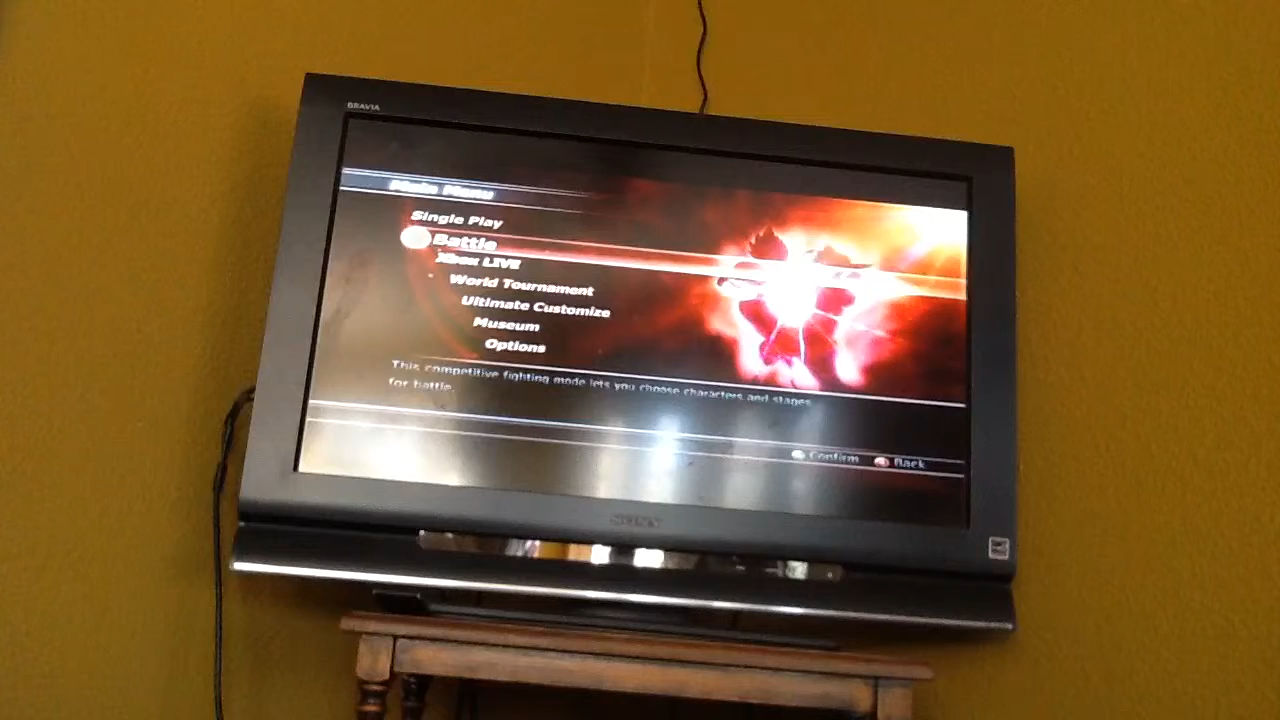 BRAVIA
Main Menu
Single Play
Battle
Xbox LIVE
World Tournament
Ultimate Customize
Museum
Options
This competitive fighting mode lets you choose characters and stages
for battle.
Confirm
Back
SONY